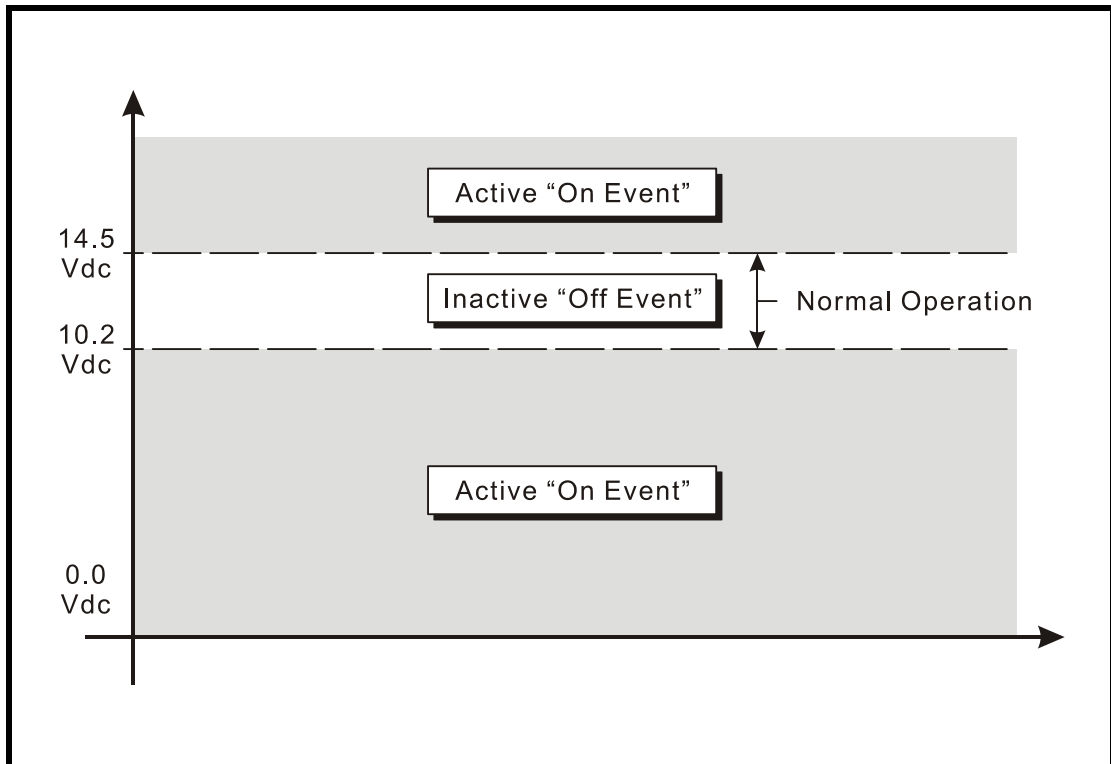 Active “On Event”
14.5
Vdc
Inactive “Off Event”
Normal Operation
10.2
Vdc
Active “On Event”
0.0
Vdc